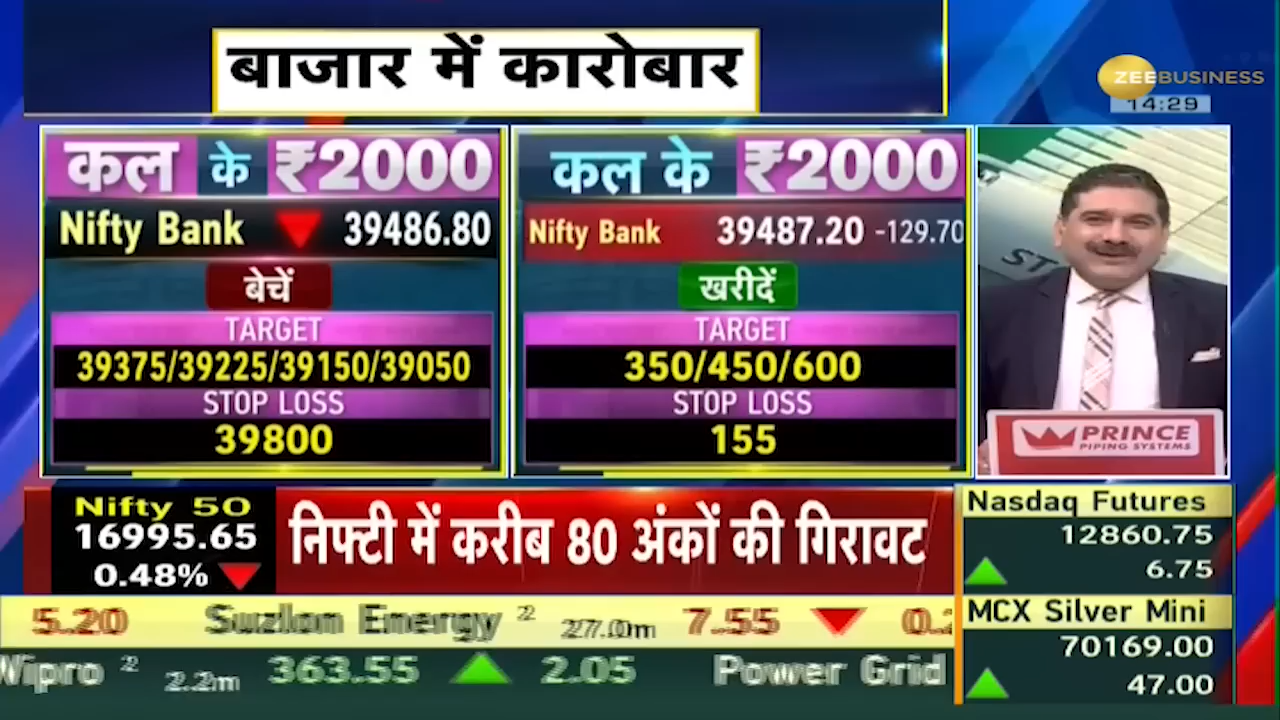 बाजार में कारोबार
ZEEBUSINESS
14:29
कल के ₹2000
Nifty Bank 39486.80
बेचें
TARGET
39375/39225/39150/39050
STOP LOSS
39800
कल के ₹2000
Nifty Bank 39487.20 -129.70
खरीदें
TARGET
350/450/600
STOP LOSS
155
ST
PRINCE
PIPING SYSTEMS
Nifty 50
16995.65
0.48%
निफ्टी में करीब 80 अंकों की गिरावट
Nasdaq Futures
12860.75
6.75
MCX Silver Mini
70169.00
47.00
5.20 Suzlon Energy 2 27.0m 7.55
Wipro 2 2.2m 363.55 2.05 Power Grid